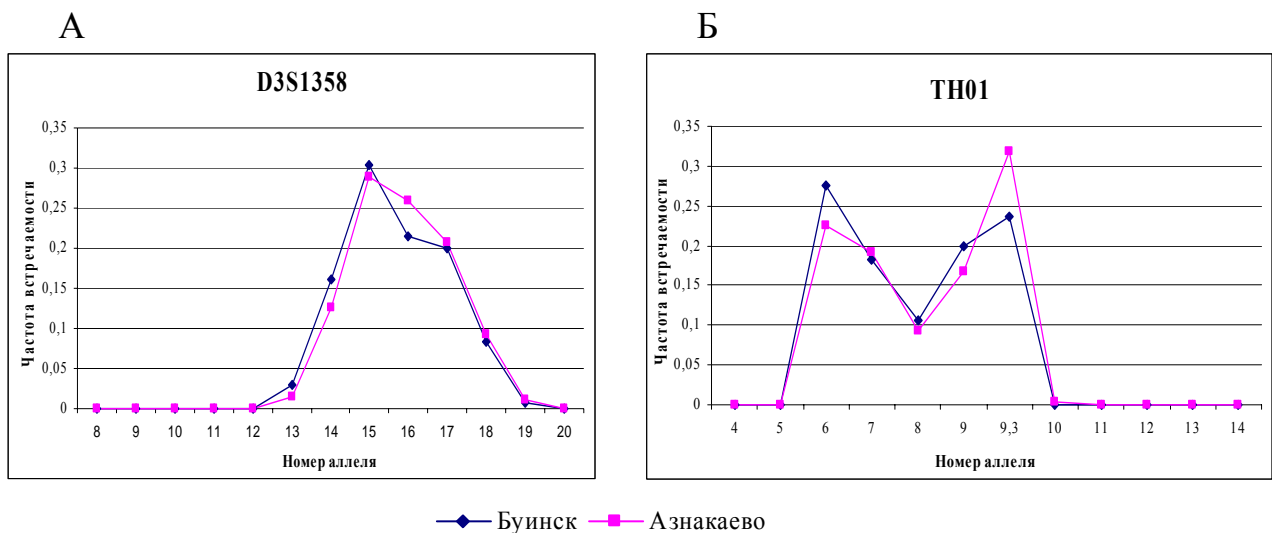 А
Б
D3S1358
Частота встречаемости
0,35
0,3
0,25
0,2
0,15
0,1
0,05
0
8 9 10 11 12 13 14 15 16 17 18 19 20
Номер аллеля
TH01
Частота встречаемости
0,35
0,3
0,25
0,2
0,15
0,1
0,05
0
4 5 6 7 8 9 9,3 10 11 12 13 14
Номер аллеля
Буинск Азнакаево